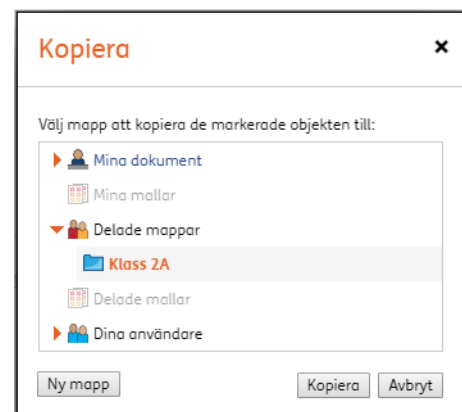 Kopiera
Välj mapp att kopiera de markerade objekten till:
Mina dokument
Mina mallar
Delade mappar
Klass 2A
Delade mallar
Dina användare
Ny mapp Kopiera Avbryt